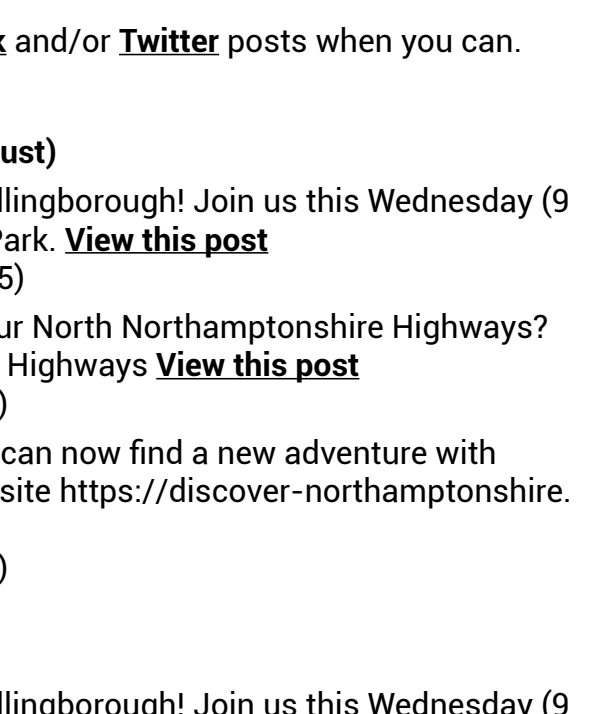 and/or Twitter posts when you can.
ust)
llingborough! Join us this Wednesday (9
Park. View this post
5)
ur North Northamptonshire Highways?
Highways View this post
)
can now find a new adventure with
site https://discover-northamptonshire.
)
llingborough! Join us this Wednesday (9